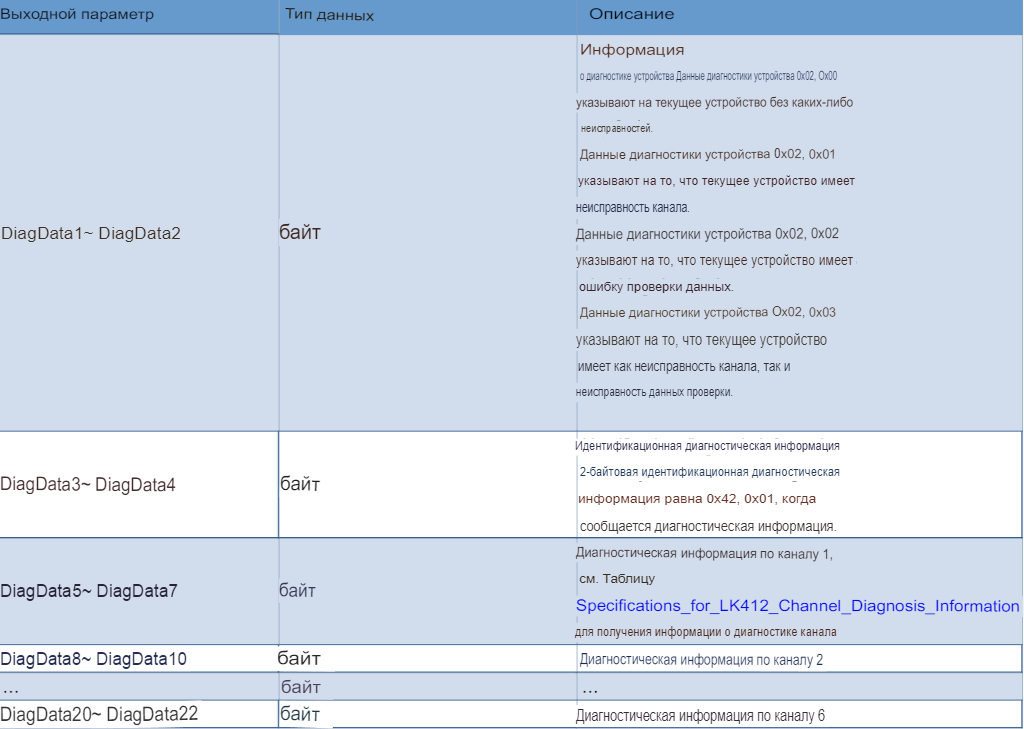 Выходной параметр Тип данных Описание
DiagData1~ DiagData2
байт
Информация
о диагностике устройства Данные диагностики устройства 0x02, Ox00
указывают на текущее устройство без каких-либо
неисправностей.
Данные диагностики устройства 0x02, 0x01
указывают на то, что текущее устройство имеет
неисправность канала.
Данные диагностики устройства 0x02, 0x02
указывают на то, что текущее устройство имеет
ошибку проверки данных.
Данные диагностики устройства Ox02, 0x03
указывают на то, что текущее устройство
имеет как неисправность канала, так и
неисправность данных проверки.
DiagData3~ DiagData4
байт
Идентификационная диагностическая информация
2-байтовая идентификационная диагностическая
информация равна 0x42, 0x01, когда
сообщается диагностическая информация.
DiagData5~ DiagData7
байт
Диагностическая информация по каналу 1,
см. Таблицу
Specifications_for_LK412_Channel_Diagnosis_Information
для получения информации о диагностике канала
DiagData8~ DiagData10 байт Диагностическая информация по каналу 2
... байт ...
DiagData20~ DiagData22 байт Диагностическая информация по каналу 6